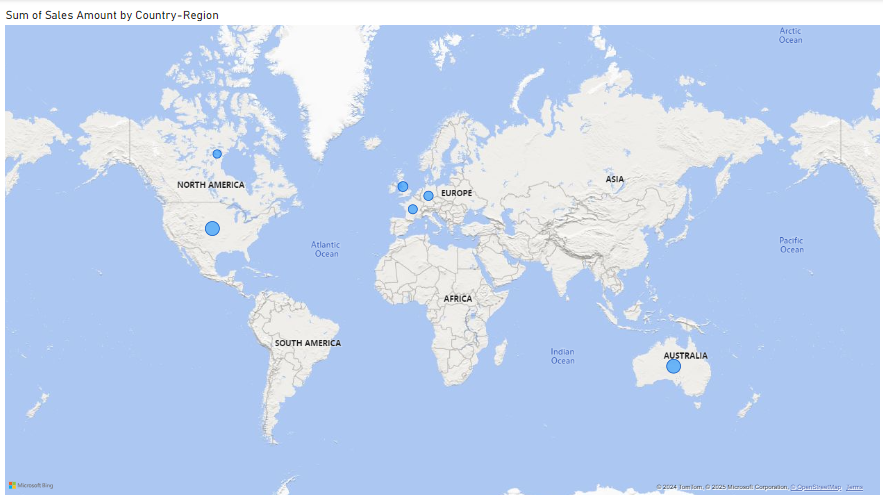 Sum of Sales Amount by Country-Region
Arctic
Ocean
NORTH AMERICA
EUROPE
ASIA
Atlantic
Ocean
Pacific
Ocean
AFRICA
SOUTH AMERICA
Indian
Ocean
AUSTRALIA
Microsoft Bing
© 2024 TomTom, © 2025 Microsoft Corporation, © OpenStreetMap Terms